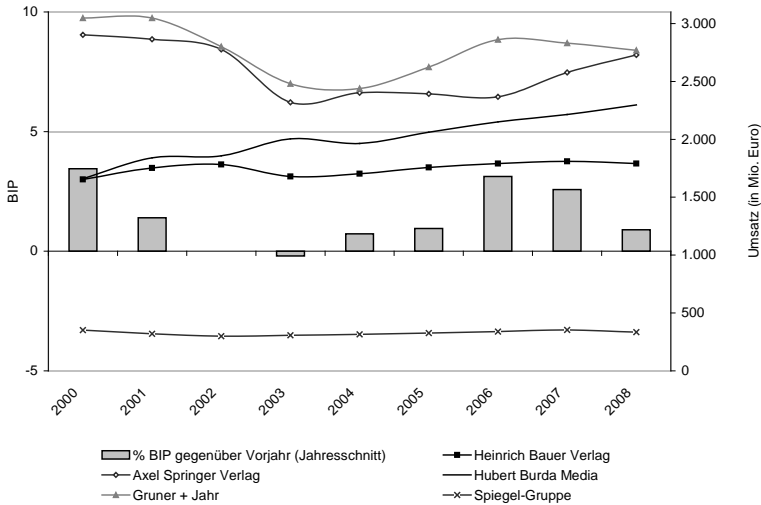 10
5
0
-5
BIP
3.000
2.500
2.000
1.500
1.000
500
0
Umsatz (in Mio. Euro)
2000 2001 2002 2003 2004 2005 2006 2007 2008
% BIP gegenüber Vorjahr (Jahresschnitt)
Heinrich Bauer Verlag
Axel Springer Verlag
Hubert Burda Media
Gruner + Jahr
Spiegel-Gruppe